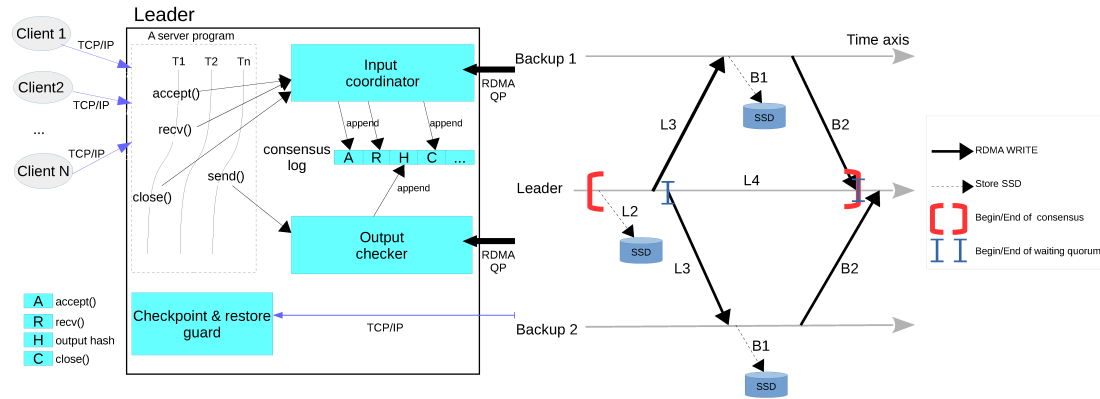 Leader
A server program
Client 1
TCP/IP
Client2
TCP/IP
...
TCP/IP
Client N
T1 T2 Tn
accept()
recv()
send()
close()
Input
coordinator
append
append
consensus
log
A R H C ...
append
Output
checker
RDMA
QP
RDMA
QP
Checkpoint & restore
guard
TCP/IP
A accept()
R recv()
H output hash
C close()
Time axis
Backup 1
B1
SSD
L3
B2
Leader
L4
L2
SSD
L3
B2
Backup 2
B1
SSD
RDMA WRITE
Store SSD
Begin/End of consensus
Begin/End of waiting quorum